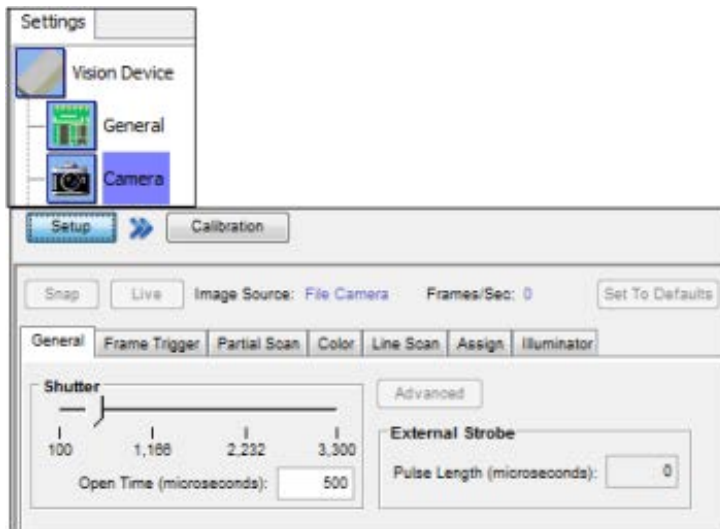 Settings
Vision Device
General
Camera
Setup Calibration
Snap Live Image Source: File Camera Frames/Sec: 0 Set To Defaults
General Frame Trigger Partial Scan Color Line Scan Assign Illuminator
Shutter
100 1,166 2,232 3,300
Open Time (microseconds): 500
Advanced
External Strobe
Pulse Length (microseconds): 0